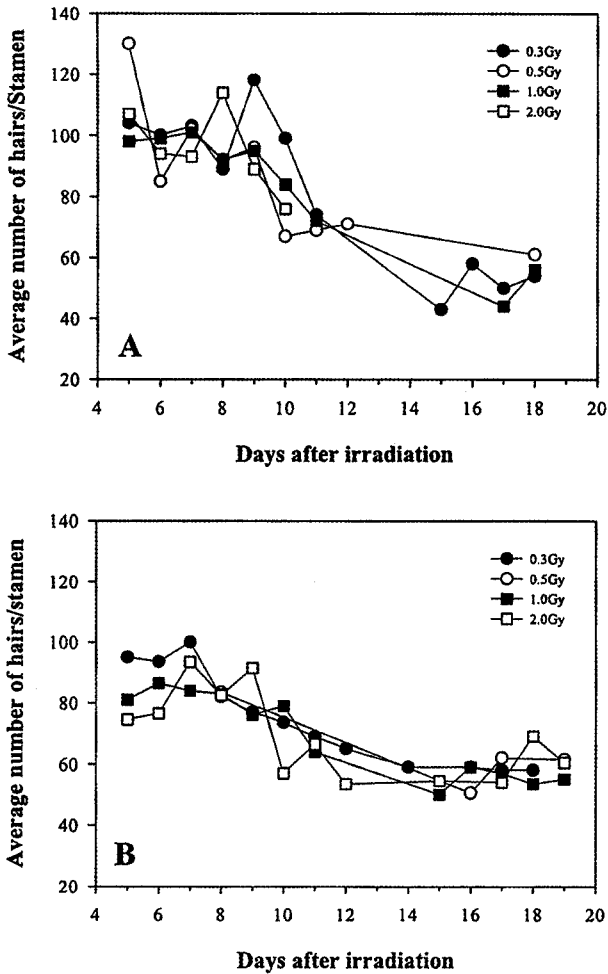 140
120
100
80
60
40
20
Average number of hairs/Stamen
0.3Gy
0.5Gy
1.0Gy
2.0Gy
A
4 6 8 10 12 14 16 18 20
Days after irradiation
140
120
100
80
60
40
20
Average number of hairs/stamen
0.3Gy
0.5Gy
1.0Gy
2.0Gy
B
4 6 8 10 12 14 16 18 20
Days after irradiation